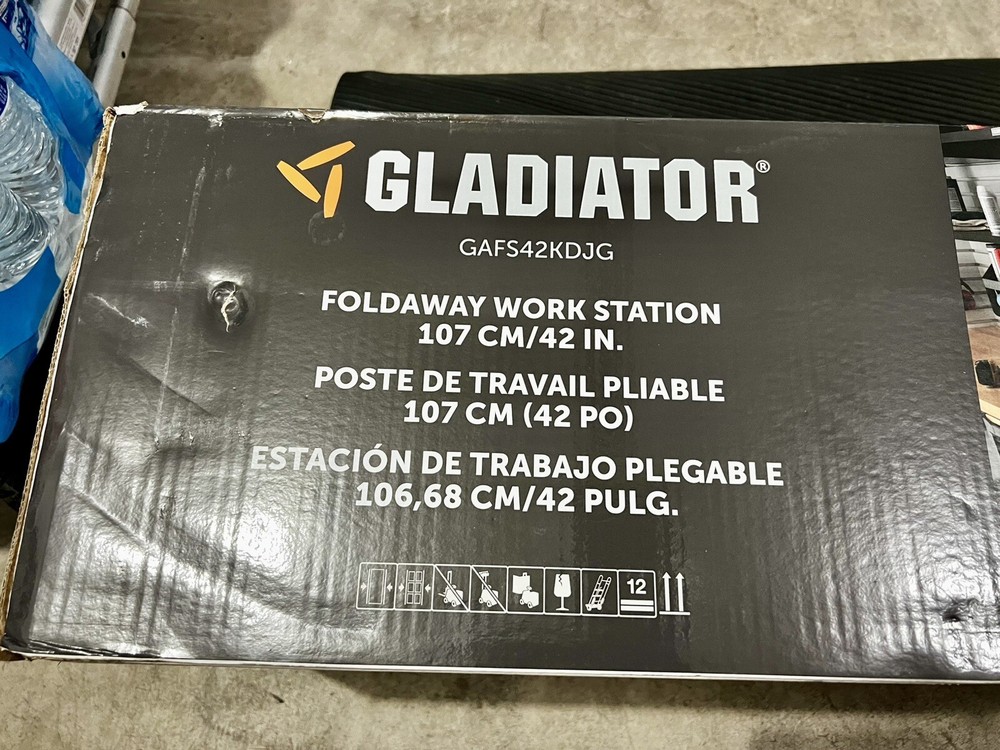 GLADIATOR®
GAFS42KDJG
FOLDAWAY WORK STATION
107 CM/42 IN.
POSTE DE TRAVAIL PLIABLE
107 CM (42 PO)
ESTACIÓN DE TRABAJO PLEGABLE
106,68 CM/42 PULG.
12